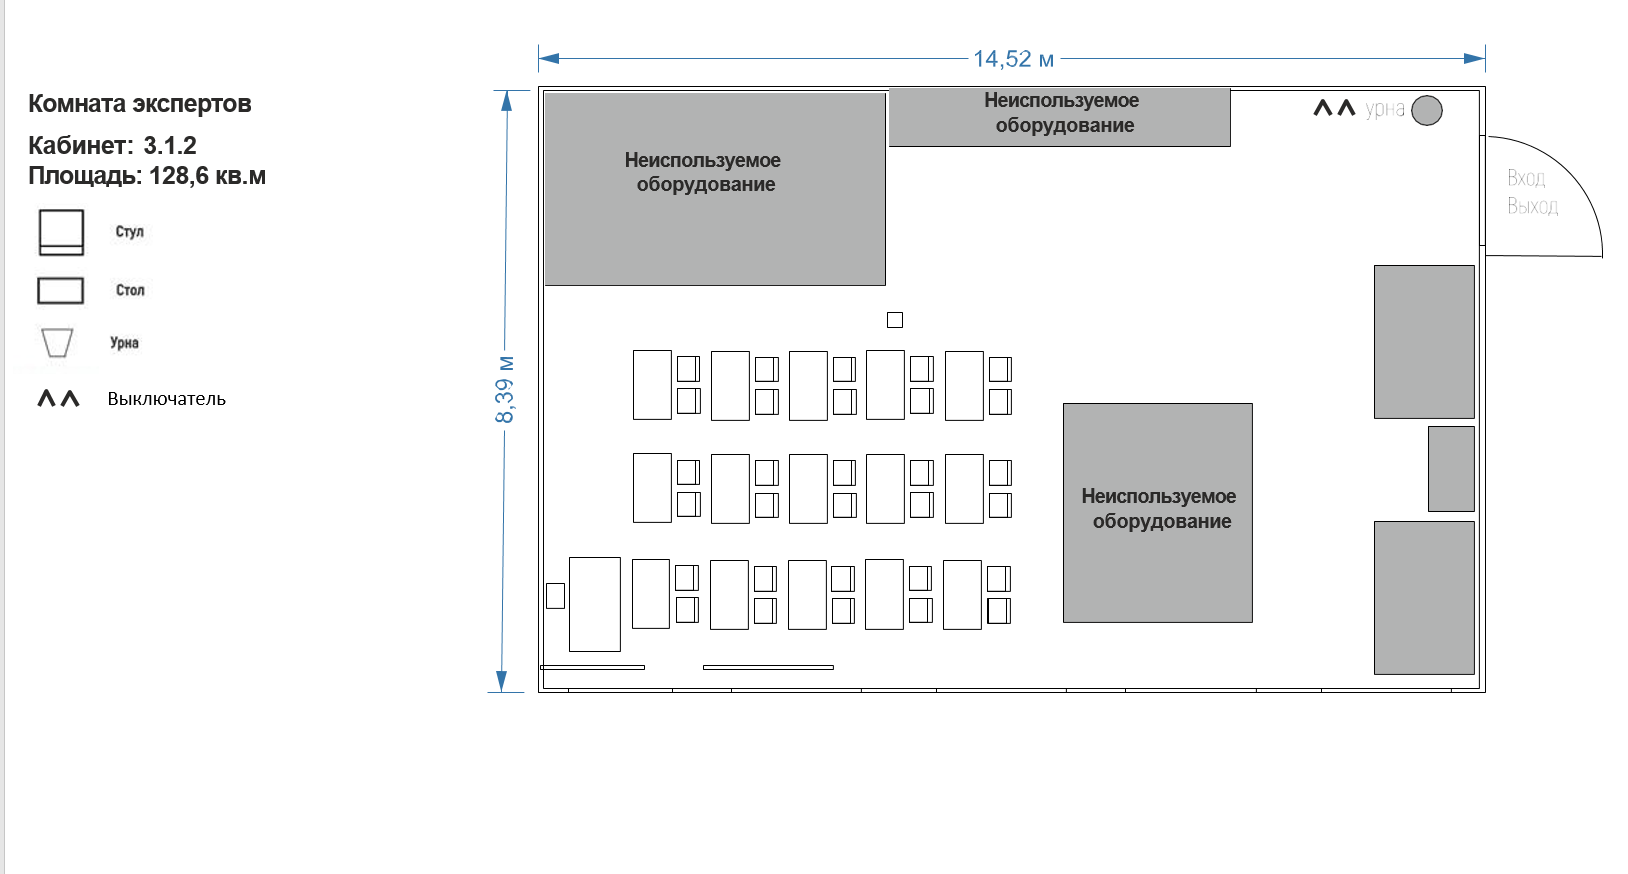 Комната экспертов
Кабинет: 3.1.2
Площадь: 128,6 кв.м
Стул
Стол
Урна
Выключатель
14,52 м
8,39 м
Неиспользуемое
оборудование
Неиспользуемое
оборудование
урна
Вход
Выход
Неиспользуемое
оборудование